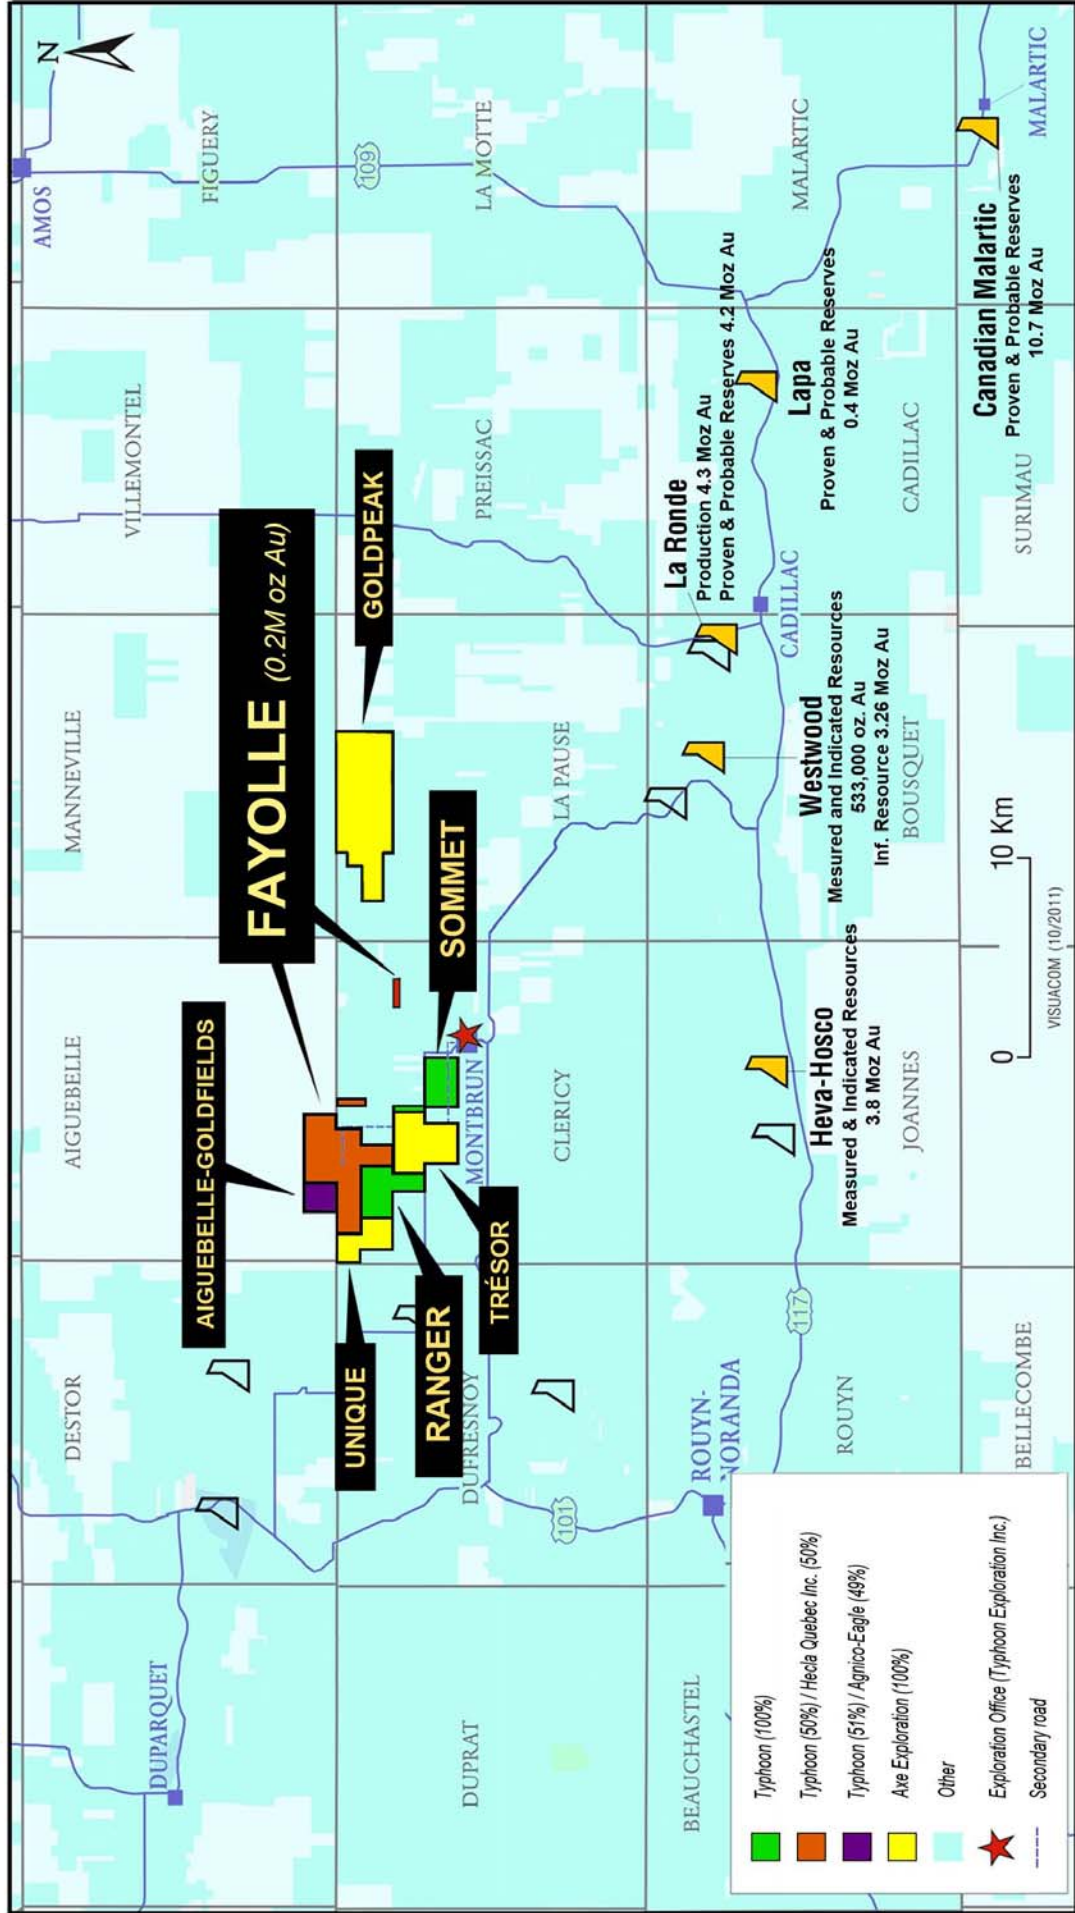 N
AMOS
FIGUERY
109
LA MOTTE
MALARTIC
MALARTIC
VILLEMONTEL
PREISSAC
CADILLAC
SURIMAU
MANNEVILLE
LA PAUSE
CADILLAC
BOUSQUET
AIGUEBELLE
MONTBRUN
CLERICY
JOANNES
DESTOR
DUFRESNOY
101
ROUYN-
NORANDA
117
ROUYN
BELLECOMBE
DUPARQUET
DUPRAT
BEAUCHASTEL
FAYOLLE (0.2M oz Au)
GOLDPEAK
SOMMET
AIGUEBELLE-GOLDFIELDS
UNIQUE
RANGER
TRÉSOR
Canadian Malartic
Proven & Probable Reserves
10.7 Moz Au
La Ronde
Production 4.3 Moz Au
Proven & Probable Reserves 4.2 Moz Au
Lapa
Proven & Probable Reserves
0.4 Moz Au
Westwood
Mesured and Indicated Resources
533,000 oz. Au
Inf. Resource 3.26 Moz Au
Heva-Hosco
Measured & Indicated Resources
3.8 Moz Au
0 10 Km
VISUACOM (10/2011)
Typhoon (100%)
Typhoon (50%) / Hecla Quebec Inc. (50%)
Typhoon (51%) / Agnico-Eagle (49%)
Axe Exploration (100%)
Other
Exploration Office (Typhoon Exploration Inc.)
Secondary road